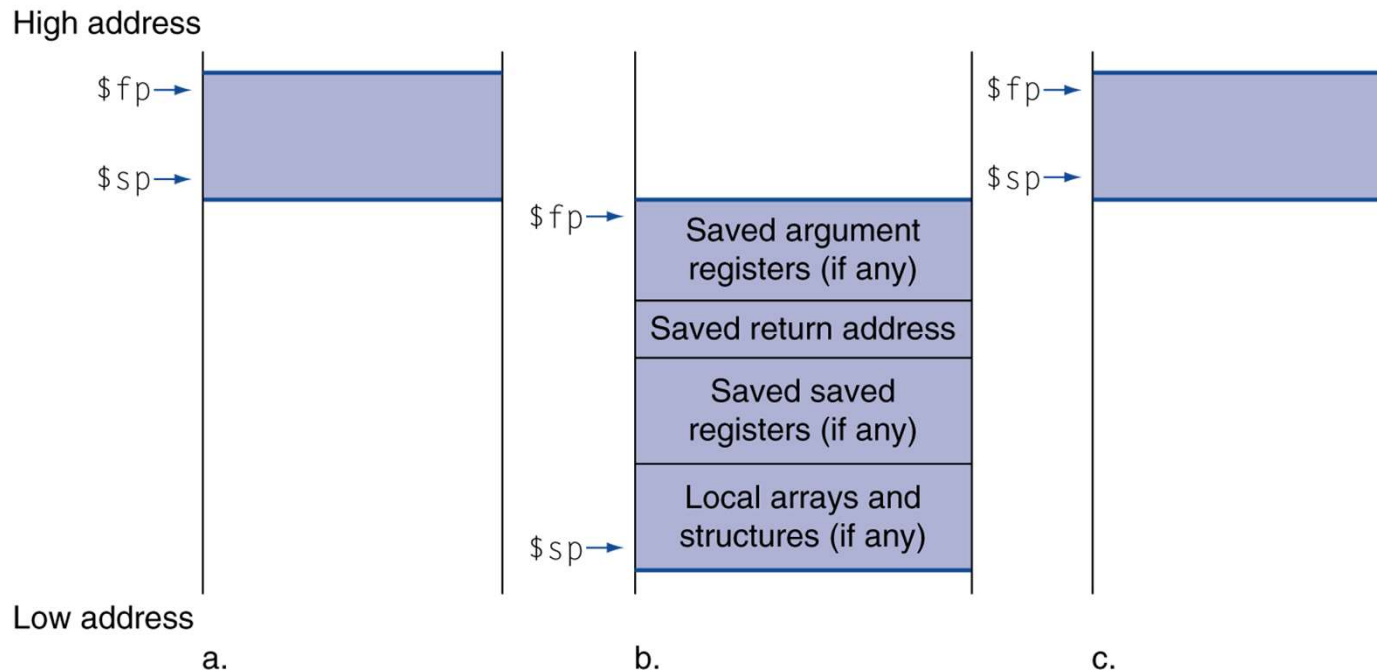 High address
$fp
$sp
$fp
Saved argument
registers (if any)
Saved return address
Saved saved
registers (if any)
Local arrays and
structures (if any)
$sp
$fp
$sp
Low address
a.
b.
c.